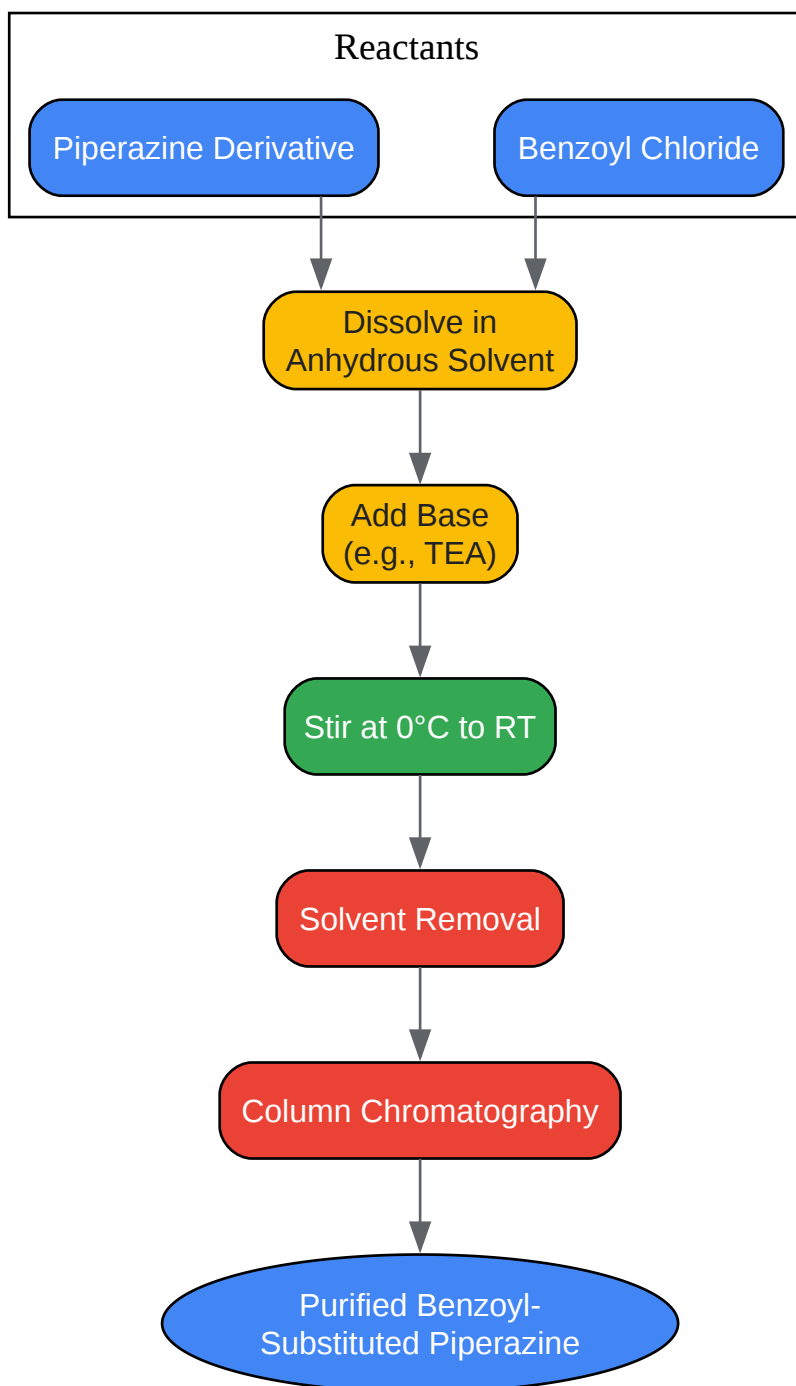 Reactants
Piperazine Derivative
Benzoyl Chloride
Dissolve in
Anhydrous Solvent
Add Base
(e.g., TEA)
Stir at 0°C to RT
Solvent Removal
Column Chromatography
Purified Benzoyl-
Substituted Piperazine